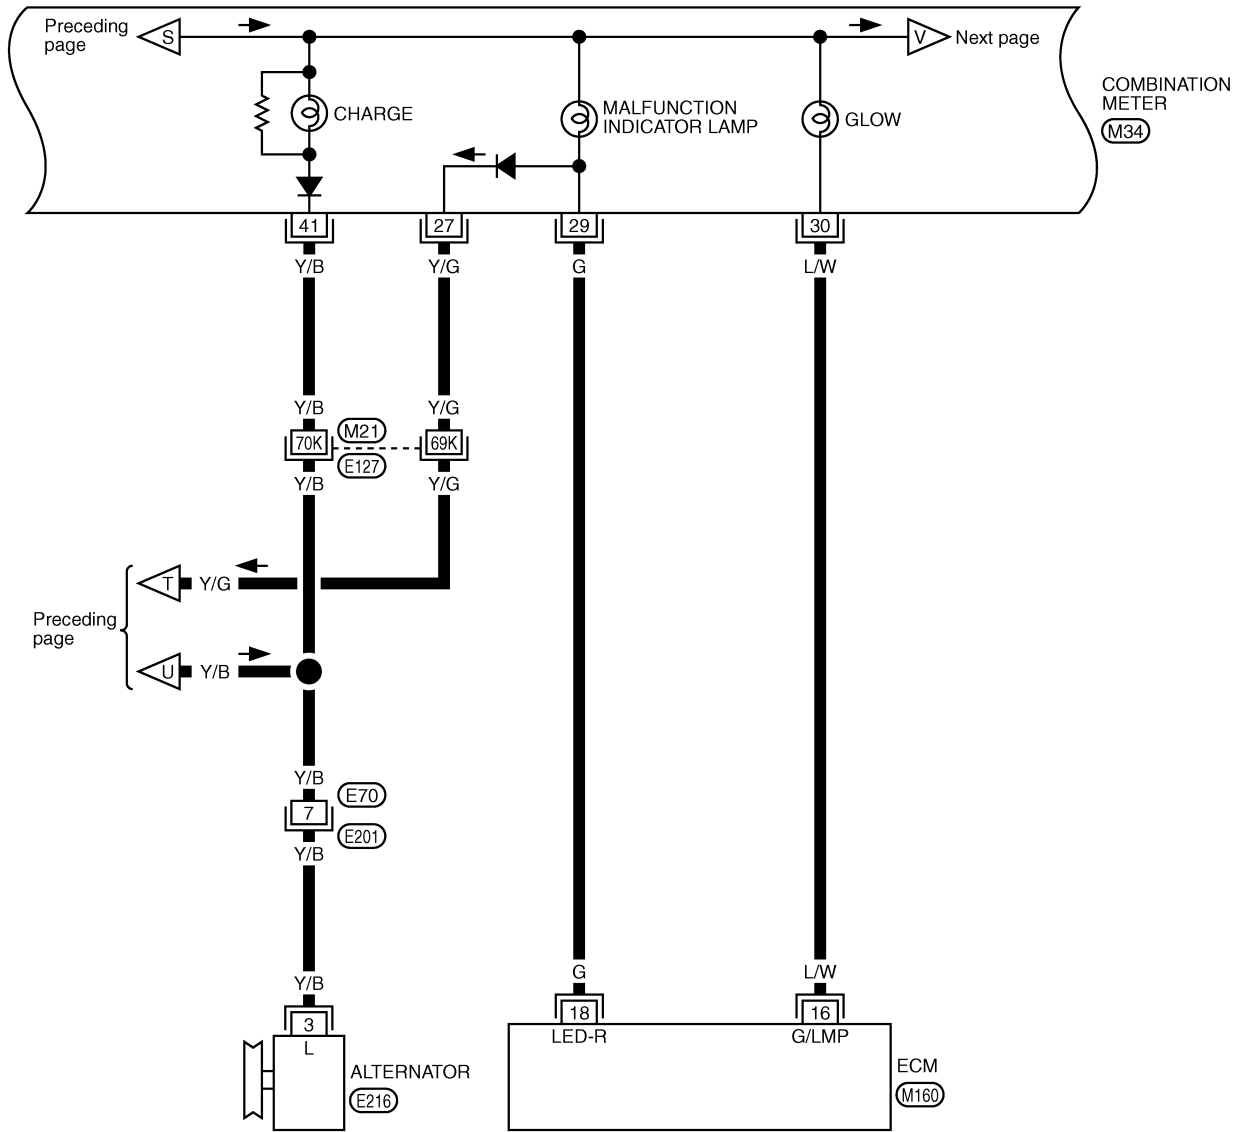 Preceding
page
S
V
Next page
COMBINATION
METER
M34
CHARGE
MALFUNCTION
INDICATOR LAMP
GLOW
41
27
29
30
Y/B
Y/G
G
L/W
Y/B
Y/G
70K
M21
E127
69K
Y/B
Y/G
Preceding
page
T
Y/G
U
Y/B
Y/B
7
E70
E201
Y/B
Y/B
G
L/W
3
L
18
LED-R
16
G/LMP
ALTERNATOR
E216
ECM
M160